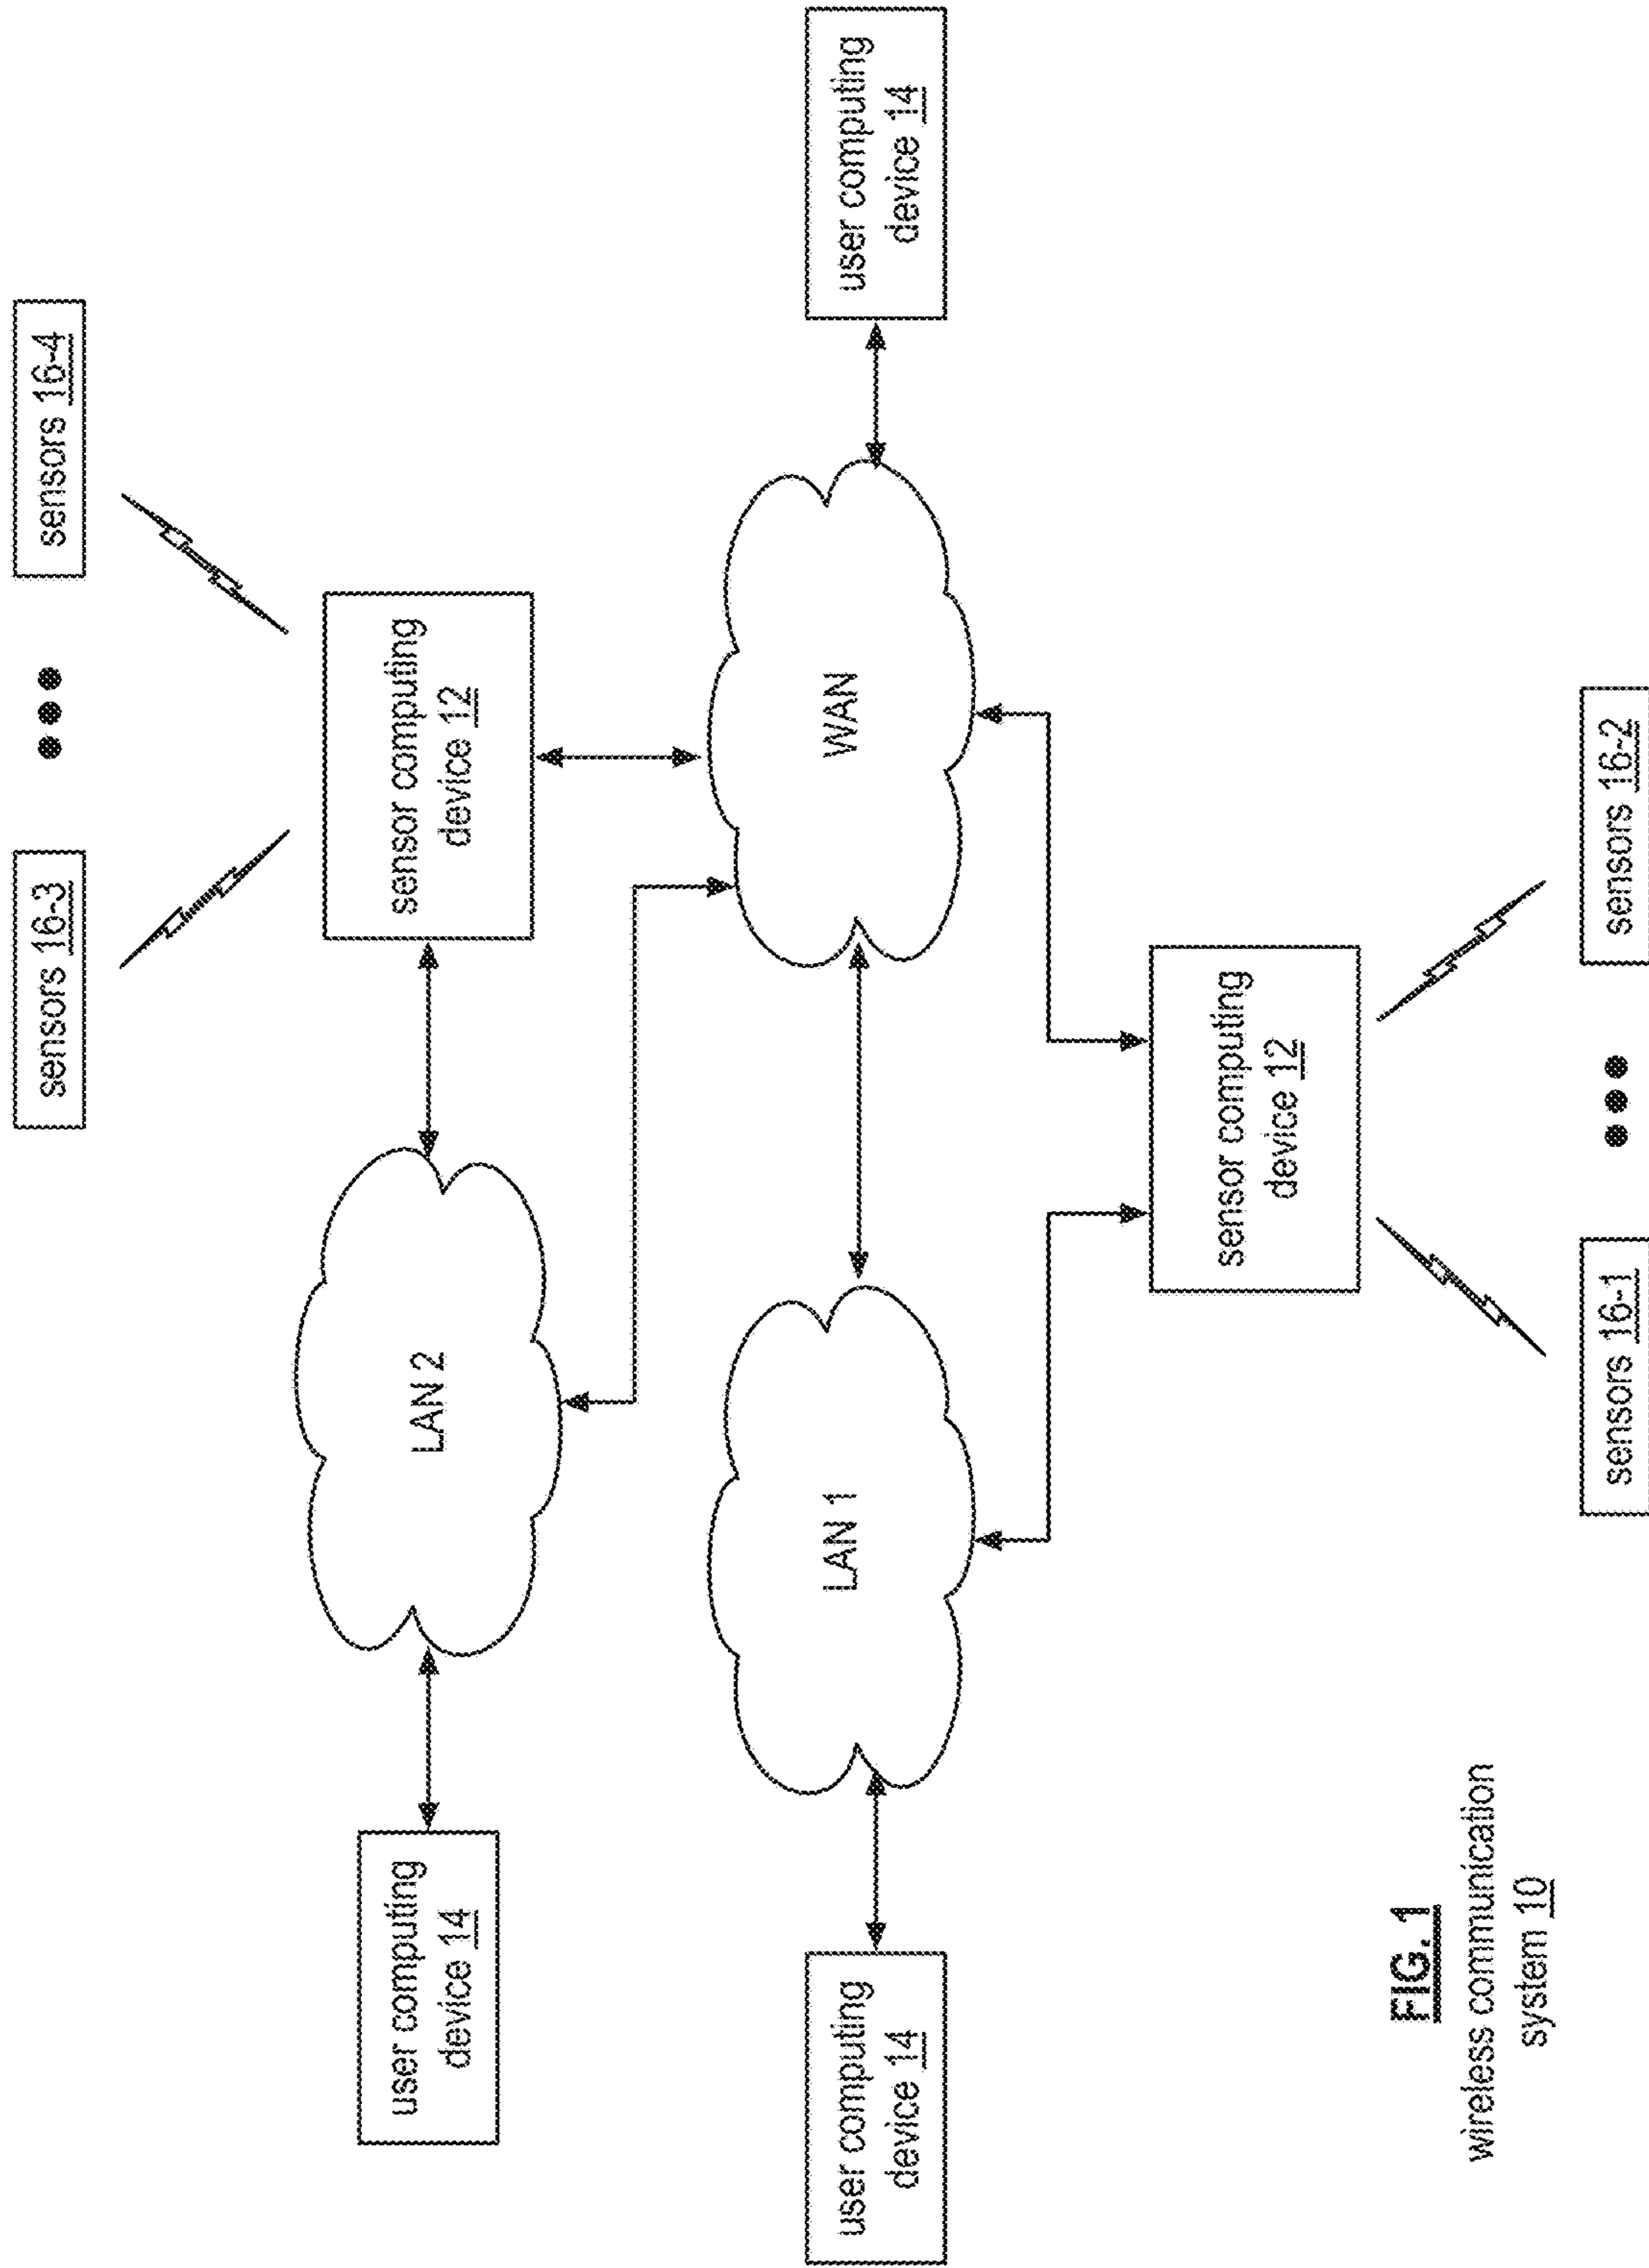 sensors 16-3
sensors 16-4
user computing
device 14
LAN 2
sensor computing
device 12
user computing
device 14
LAN 1
WAN
user computing
device 14
sensor computing
device 12
FIG. 1
wireless communication
system 10
sensors 16-1
sensors 16-2